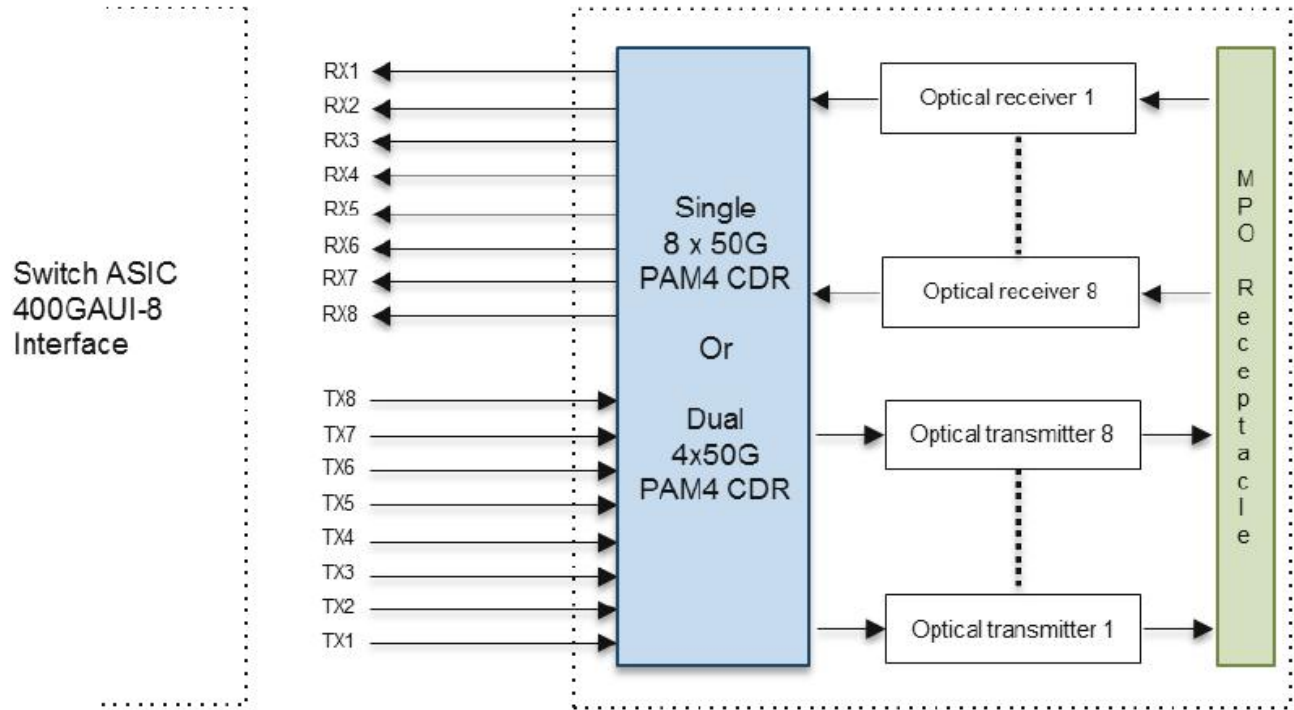 Switch ASIC
400GAUI-8
Interface
RX1
RX2
RX3
RX4
RX5
RX6
RX7
RX8
TX8
TX7
TX6
TX5
TX4
TX3
TX2
TX1
Single
8 x 50G
PAM4 CDR
Or
Dual
4x50G
PAM4 CDR
Optical receiver 1
Optical receiver 8
Optical transmitter 8
Optical transmitter 1
MPO Receptacle